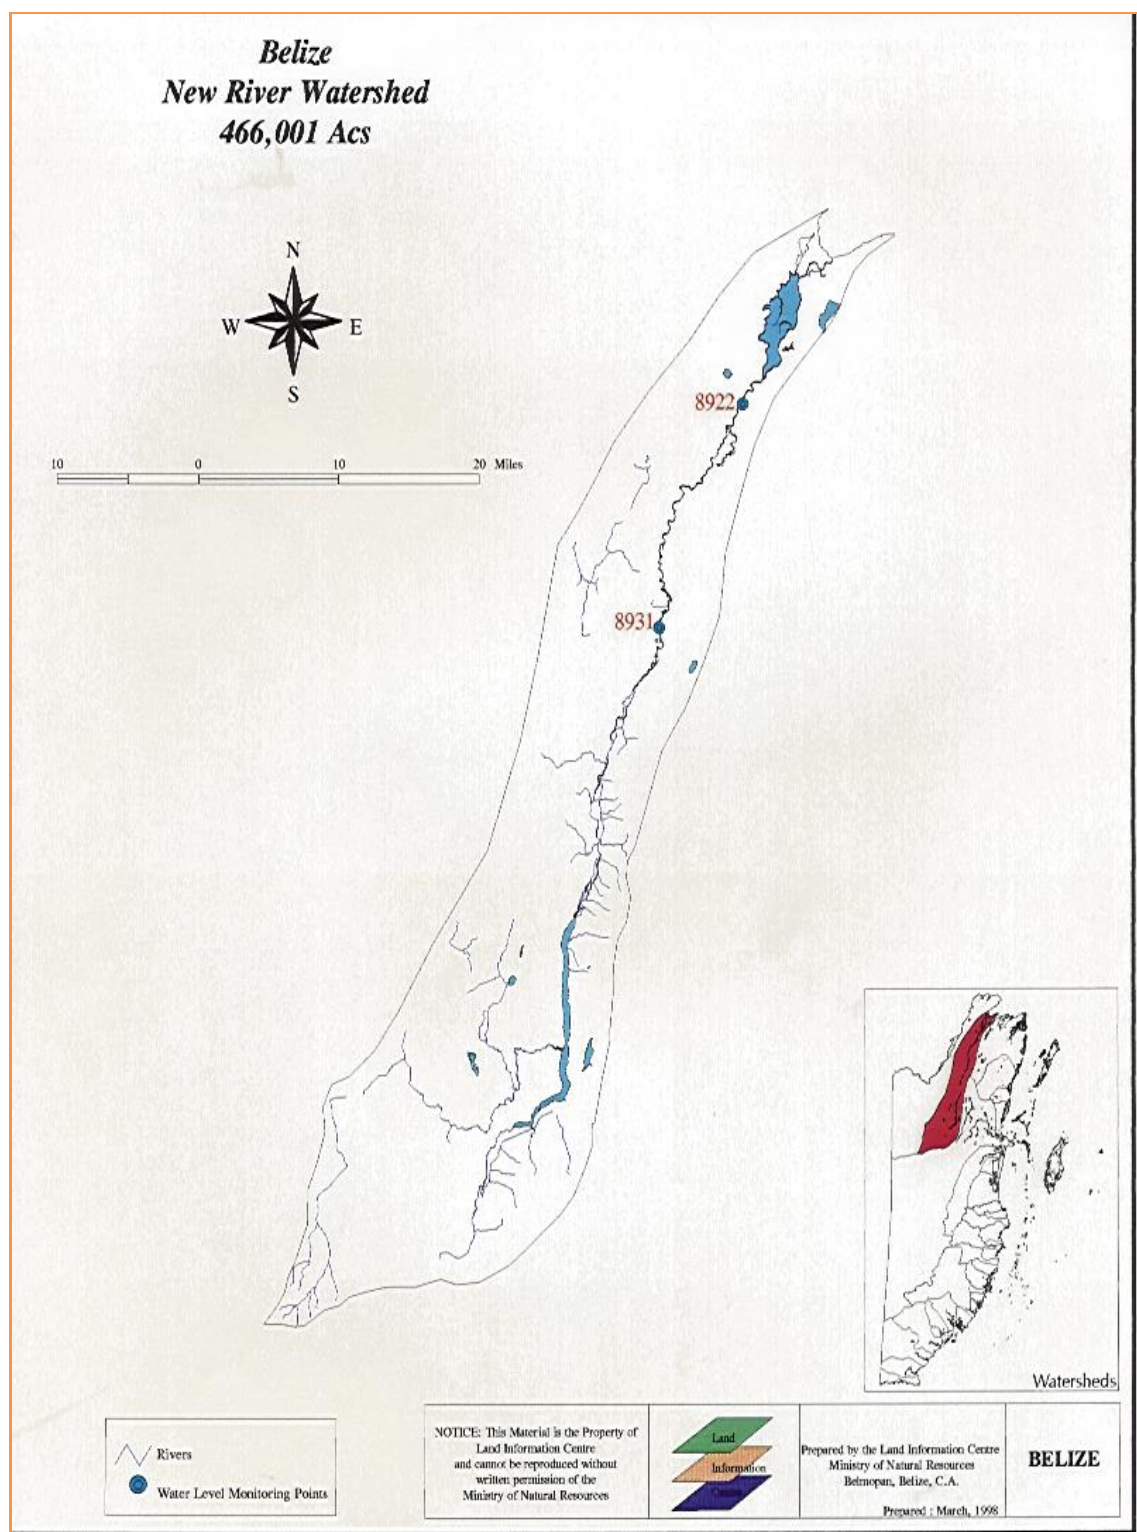 Belize
New River Watershed
466,001 Acs
N
W
E
S
10 0 10 20 Miles
8922
8931
Watersheds
Rivers
Water Level Monitoring Points
NOTICE: This Material is the Property of
Land Information Centre
and cannot be reproduced without
written permission of the
Ministry of Natural Resources
Land
Information
Centre
Prepared by the Land Information Centre
Ministry of Natural Resources
Belmopan, Belize, C.A.
Prepared : March, 1998
BELIZE